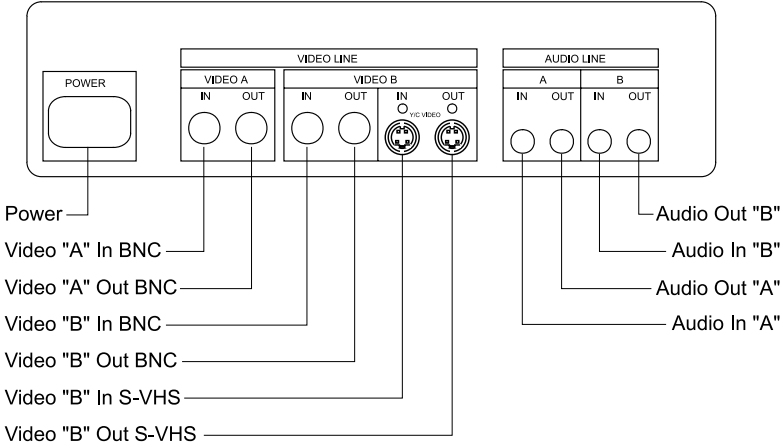 VIDEO LINE
AUDIO LINE
POWER
VIDEO A
VIDEO B
A
B
IN
OUT
IN
OUT
IN
OUT
IN
OUT
IN
OUT
Y/C VIDEO
Power
Video "A" In BNC
Video "A" Out BNC
Video "B" In BNC
Video "B" Out BNC
Video "B" In S-VHS
Video "B" Out S-VHS
Audio Out "B"
Audio In "B"
Audio Out "A"
Audio In "A"